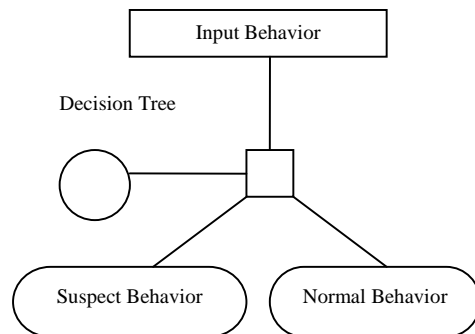 Input Behavior
Decision Tree
Suspect Behavior
Normal Behavior